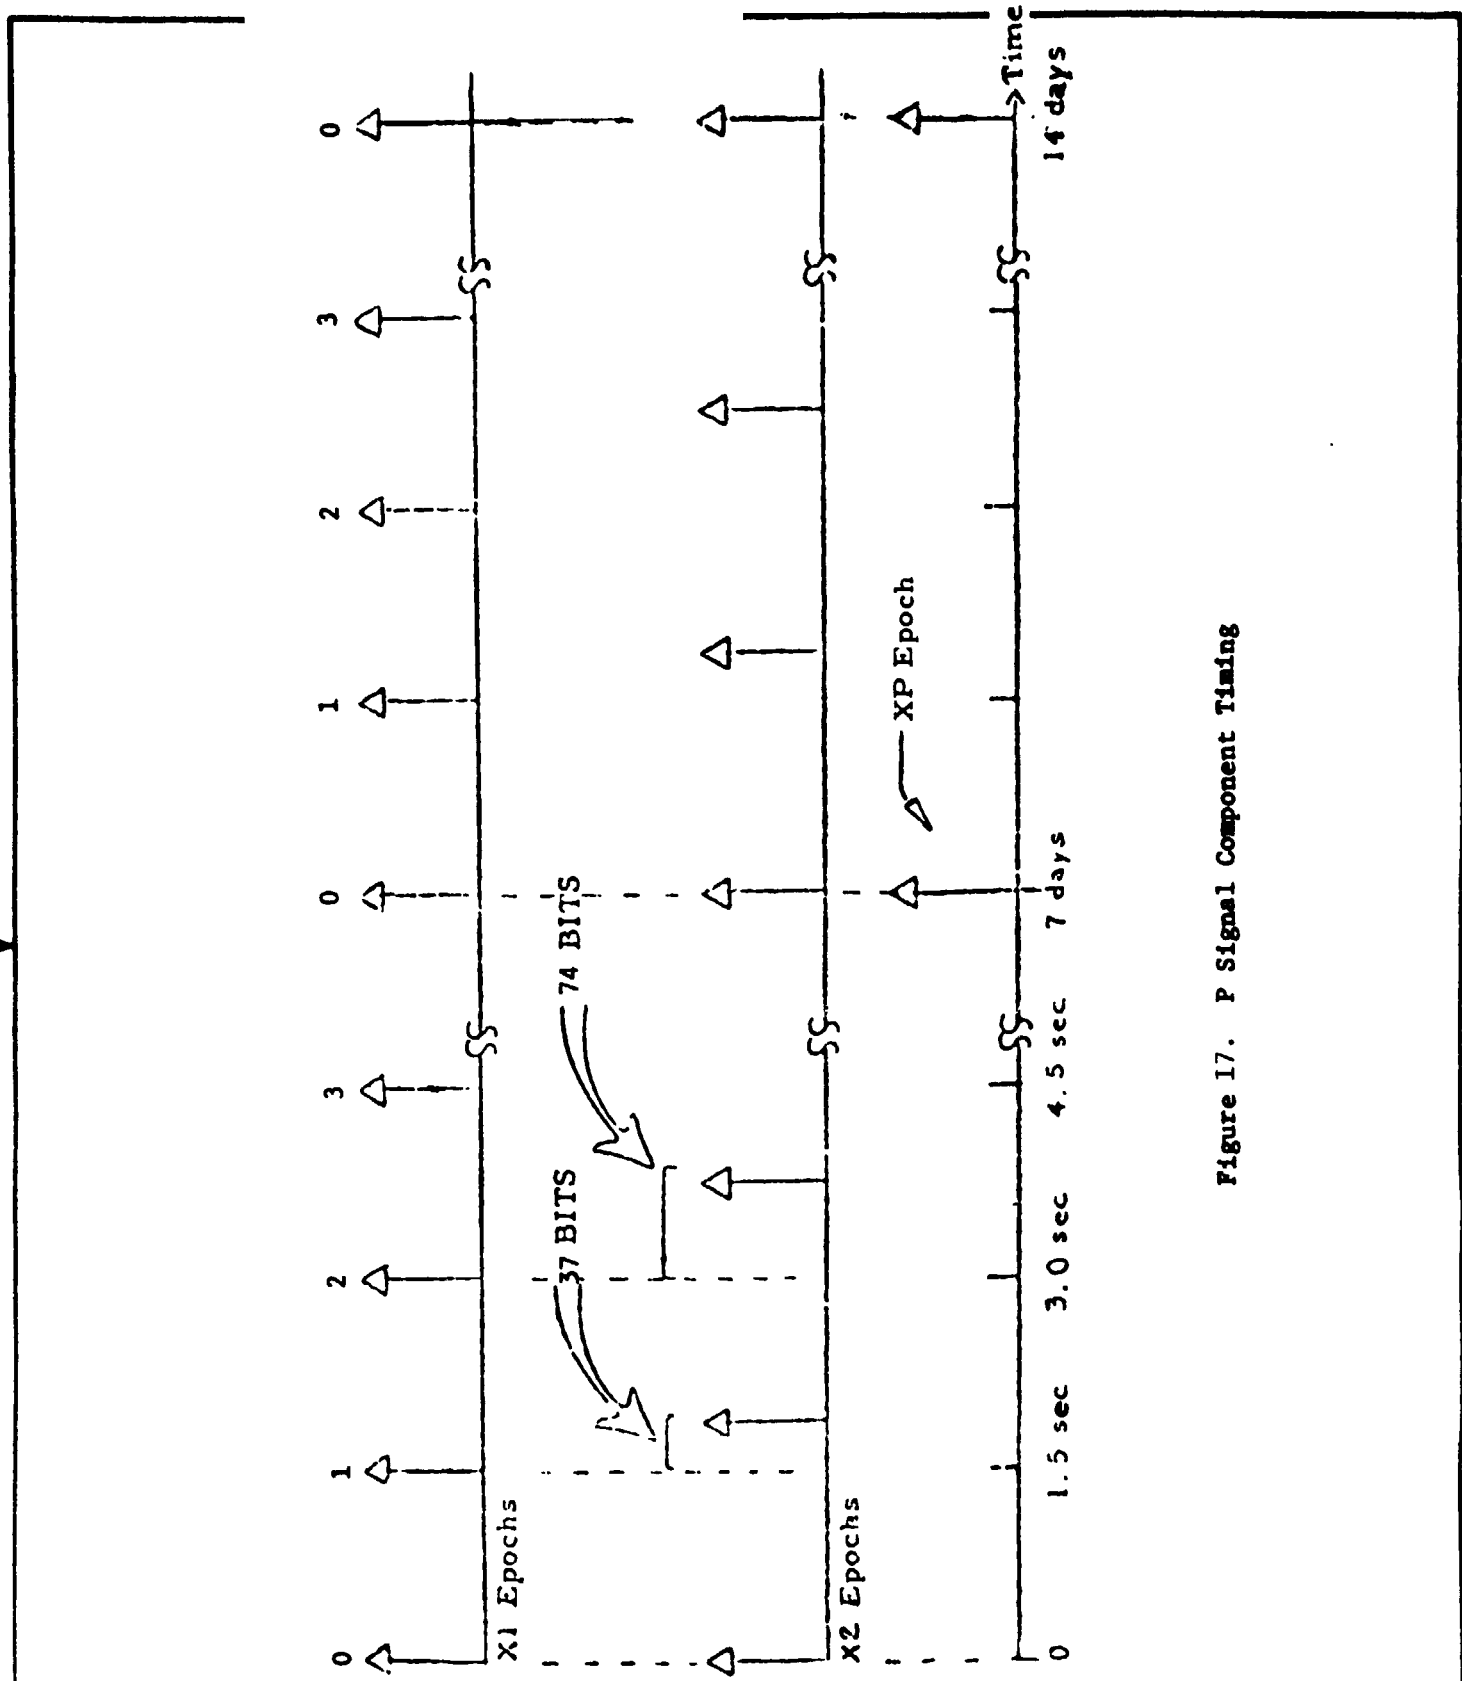 0 1 2 3 0 1 2 3 0
X1 Epochs
37 BITS
74 BITS
X2 Epochs
XP Epoch
Time
0 1.5 sec 3.0 sec 4.5 sec 7 days 14 days
Figure 17. P Signal Component Timing